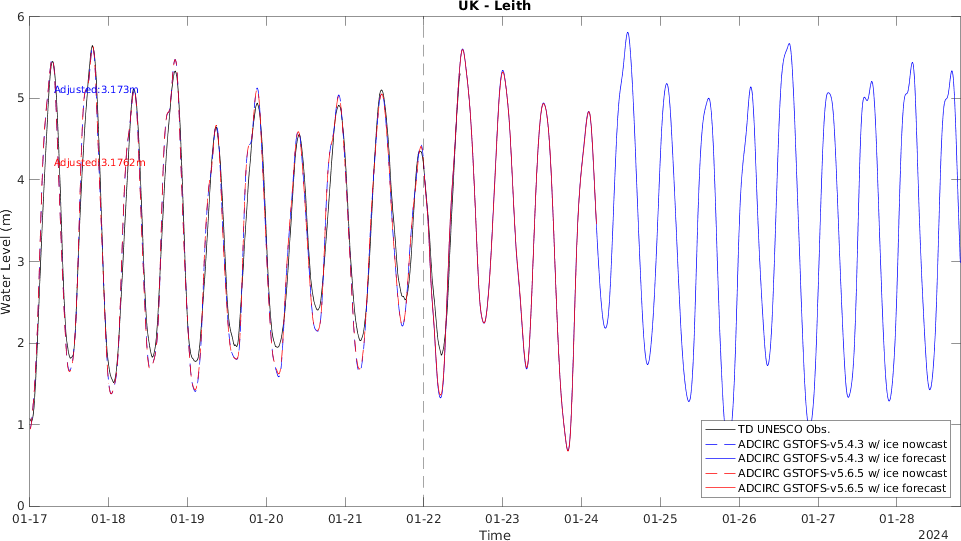 UK - Leith
6
5
4
3
2
1
0
Water Level (m)
Adjusted:3.173m
Adjusted:3.1762m
TD UNESCO Obs.
ADCIRC GSTOFS-v5.4.3 w/ ice nowcast
ADCIRC GSTOFS-v5.4.3 w/ ice forecast
ADCIRC GSTOFS-v5.6.5 w/ ice nowcast
ADCIRC GSTOFS-v5.6.5 w/ ice forecast
01-17 01-18 01-19 01-20 01-21 01-22 01-23 01-24 01-25 01-26 01-27 01-28
Time
2024